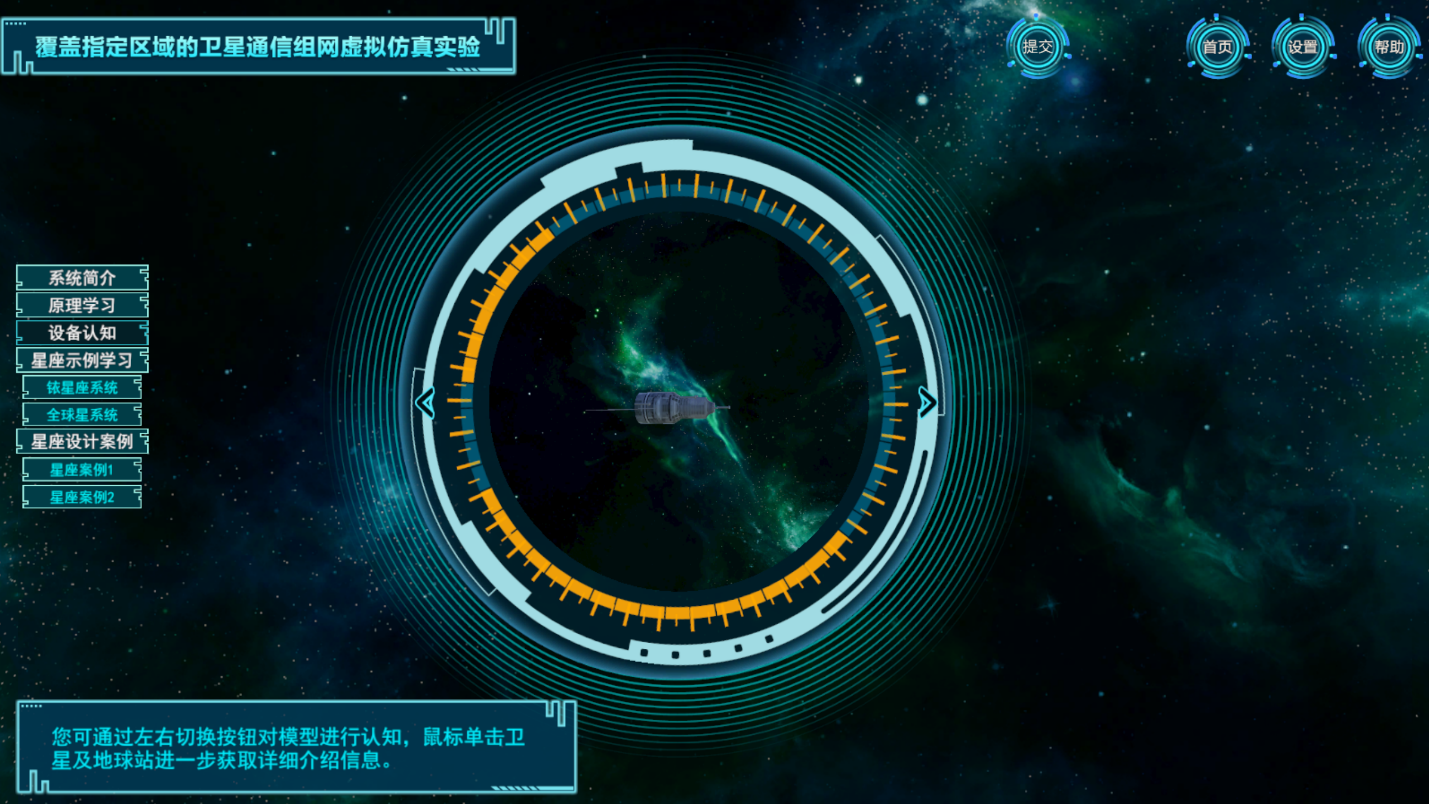 覆盖指定区域的卫星通信组网虚拟仿真实验
提交
首页
设置
帮助
系统简介
原理学习
设备认知
星座示例学习
铱星座系统
全球星系统
星座设计案例
星座案例1
星座案例2
您可通过左右切换按钮对模型进行认知，鼠标单击卫
星及地球站进一步获取详细介绍信息。